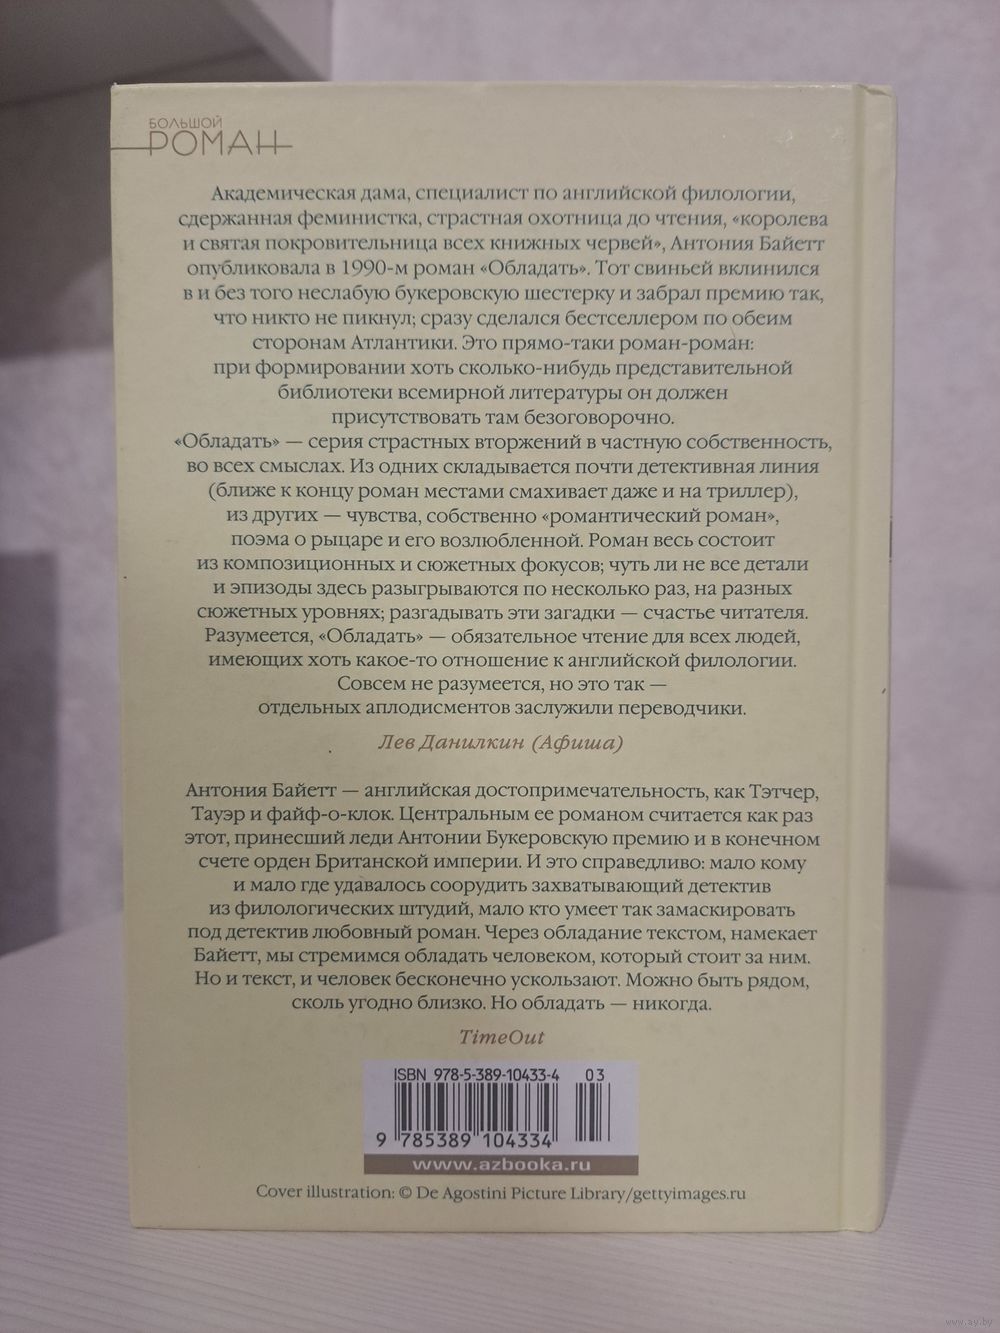 БОЛЬШОЙ
РОМАН
Академическая дама, специалист по английской филологии,
сдержанная феминистка, страстная охотница до чтения, «королева
и святая покровительница всех книжных червей», Антония Байетт
опубликовала в 1990-м роман «Обладать». Тот свиньей вклинился
в и без того неслабую букеровскую шестерку и забрал премию так,
что никто не пикнул; сразу сделался бестселлером по обеим
сторонам Атлантики. Это прямо-таки роман-роман:
при формировании хоть сколько-нибудь представительной
библиотеки всемирной литературы он должен
присутствовать там безоговорочно.
«Обладать» — серия страстных вторжений в частную собственность,
во всех смыслах. Из одних складывается почти детективная линия
(ближе к концу роман местами смахивает даже и на триллер),
из других — чувства, собственно «романтический роман»,
поэма о рыцаре и его возлюбленной. Роман весь состоит
из композиционных и сюжетных фокусов; чуть ли не все детали
и эпизоды здесь разыгрываются по несколько раз, на разных
сюжетных уровнях; разгадывать эти загадки — счастье читателя.
Разумеется, «Обладать» — обязательное чтение для всех людей,
имеющих хоть какое-то отношение к английской филологии.
Совсем не разумеется, но это так —
отдельных аплодисментов заслужили переводчики.
Лев Данилкин (Афиша)
Антония Байетт — английская достопримечательность, как Тэтчер,
Тауэр и файф-о-клок. Центральным ее романом считается как раз
этот, принесший леди Антонии Букеровскую премию и в конечном
счете орден Британской империи. И это справедливо: мало кому
и мало где удавалось соорудить захватывающий детектив
из филологических штудий, мало кто умеет так замаскировать
под детектив любовный роман. Через обладание текстом, намекает
Байетт, мы стремимся обладать человеком, который стоит за ним.
Но и текст, и человек бесконечно ускользают. Можно быть рядом,
сколь угодно близко. Но обладать — никогда.
TimeOut
ISBN 978-5-389-10433-4 03
9 785389 104334
www.azbooka.ru
Cover illustration: © De Agostini Picture Library/gettyimages.ru
www.ay.by